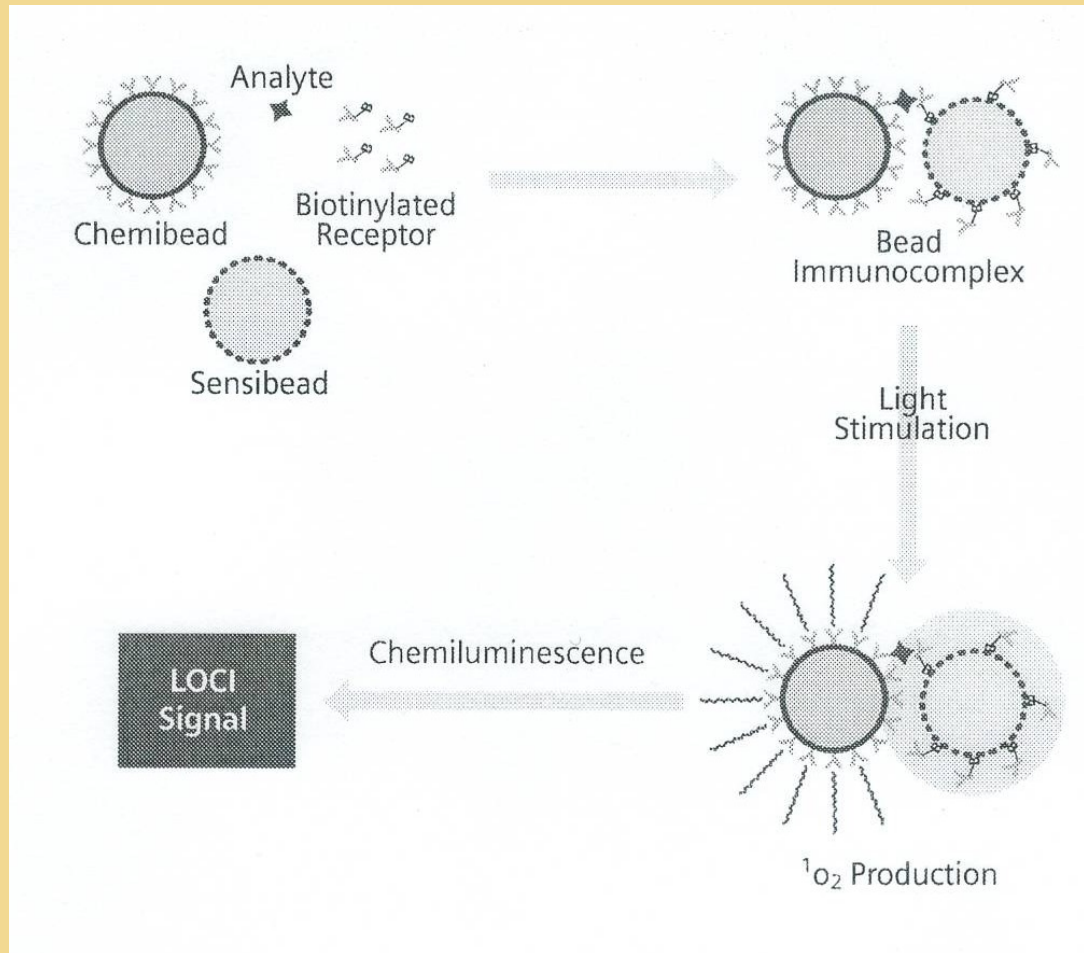 Analyte
Chemibead
Biotinylated
Receptor
Sensibead
Bead
Immunocomplex
Light
Stimulation
¹o₂ Production
Chemiluminescence
LOCI
Signal